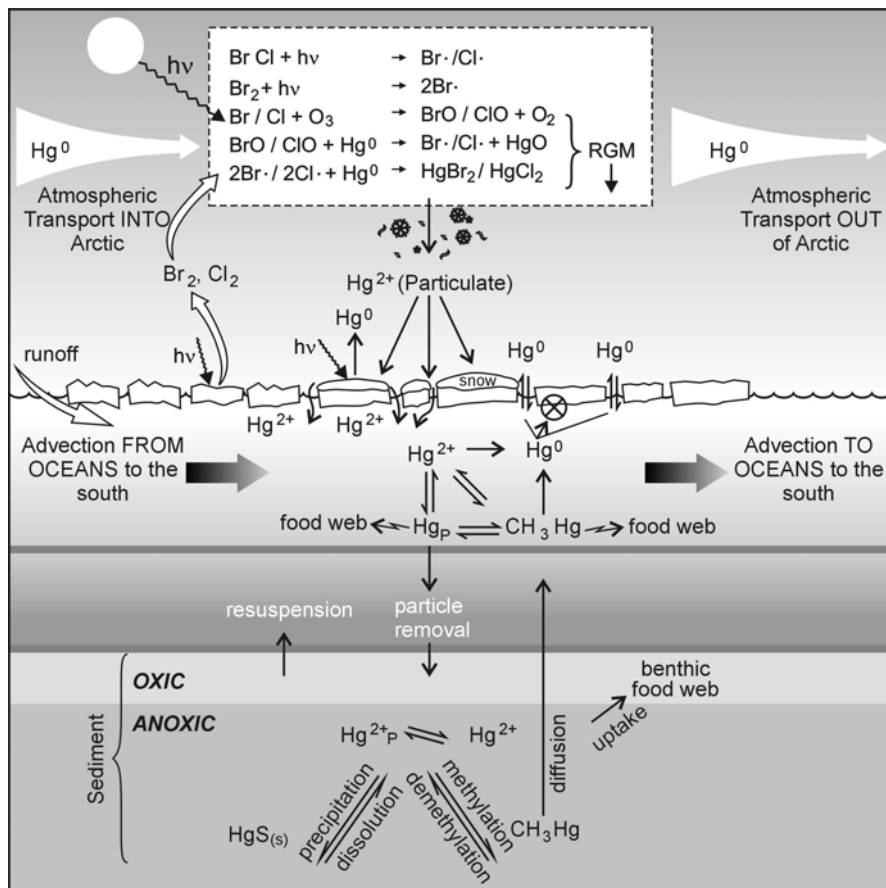 hν
Br Cl + hν → Br·/Cl·
Br₂ + hν → 2Br·
Br / Cl + O₃ → BrO / ClO + O₂
BrO / ClO + Hg⁰ → Br·/Cl· + HgO
2Br·/ 2Cl· + Hg⁰ → HgBr₂/ HgCl₂
RGM
Hg⁰
Atmospheric
Transport INTO
Arctic
Hg⁰
Atmospheric
Transport OUT
of Arctic
Br₂, Cl₂
Hg²⁺ (Particulate)
Hg⁰
runoff
hν
hν
snow
Hg⁰
Hg⁰
Hg²⁺
Hg²⁺
Advection FROM
OCEANS to the
south
Hg²⁺
Hg⁰
Advection TO
OCEANS to the
south
food web
Hg_P
CH₃Hg
food web
resuspension
particle
removal
Sediment
OXIC
ANOXIC
benthic
food web
uptake
diffusion
Hg²⁺_P
Hg²⁺
precipitation
dissolution
methylation
demethylation
HgS(s)
CH₃Hg